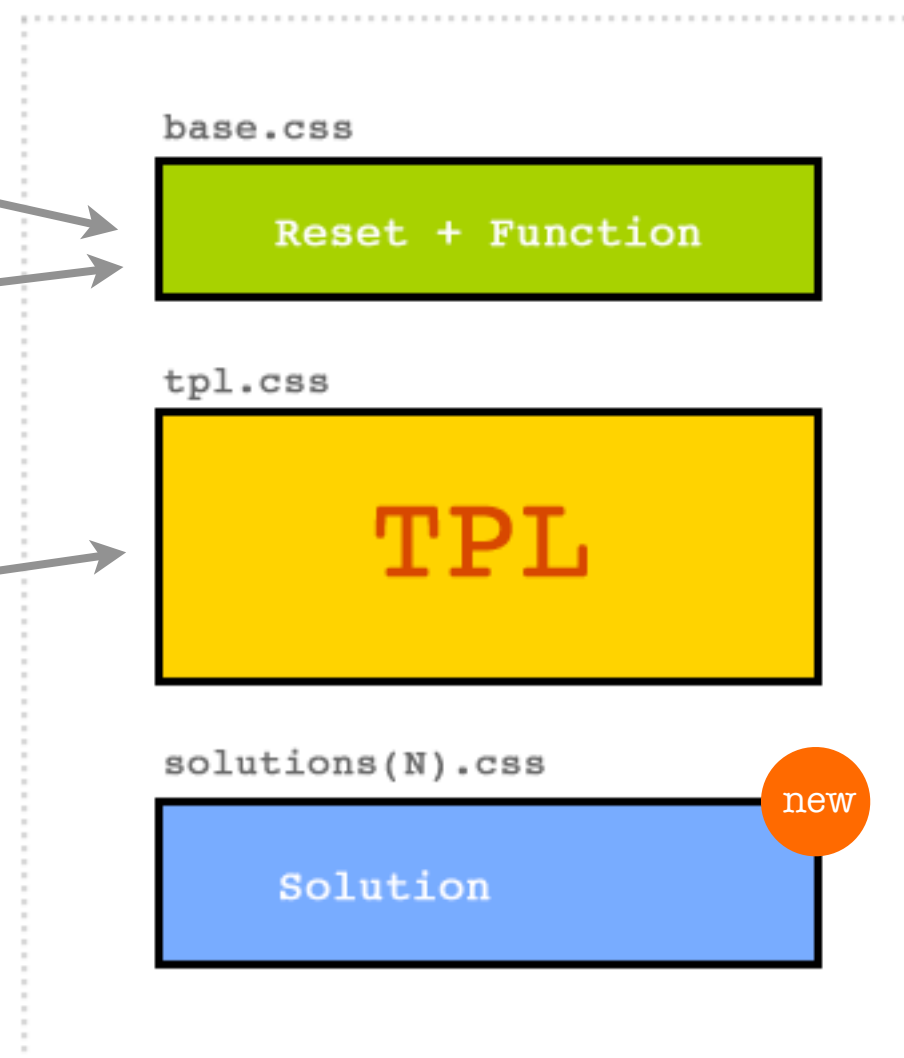 base.css
Reset + Function
tpl.css
TPL
solutions(N).css
new
Solution